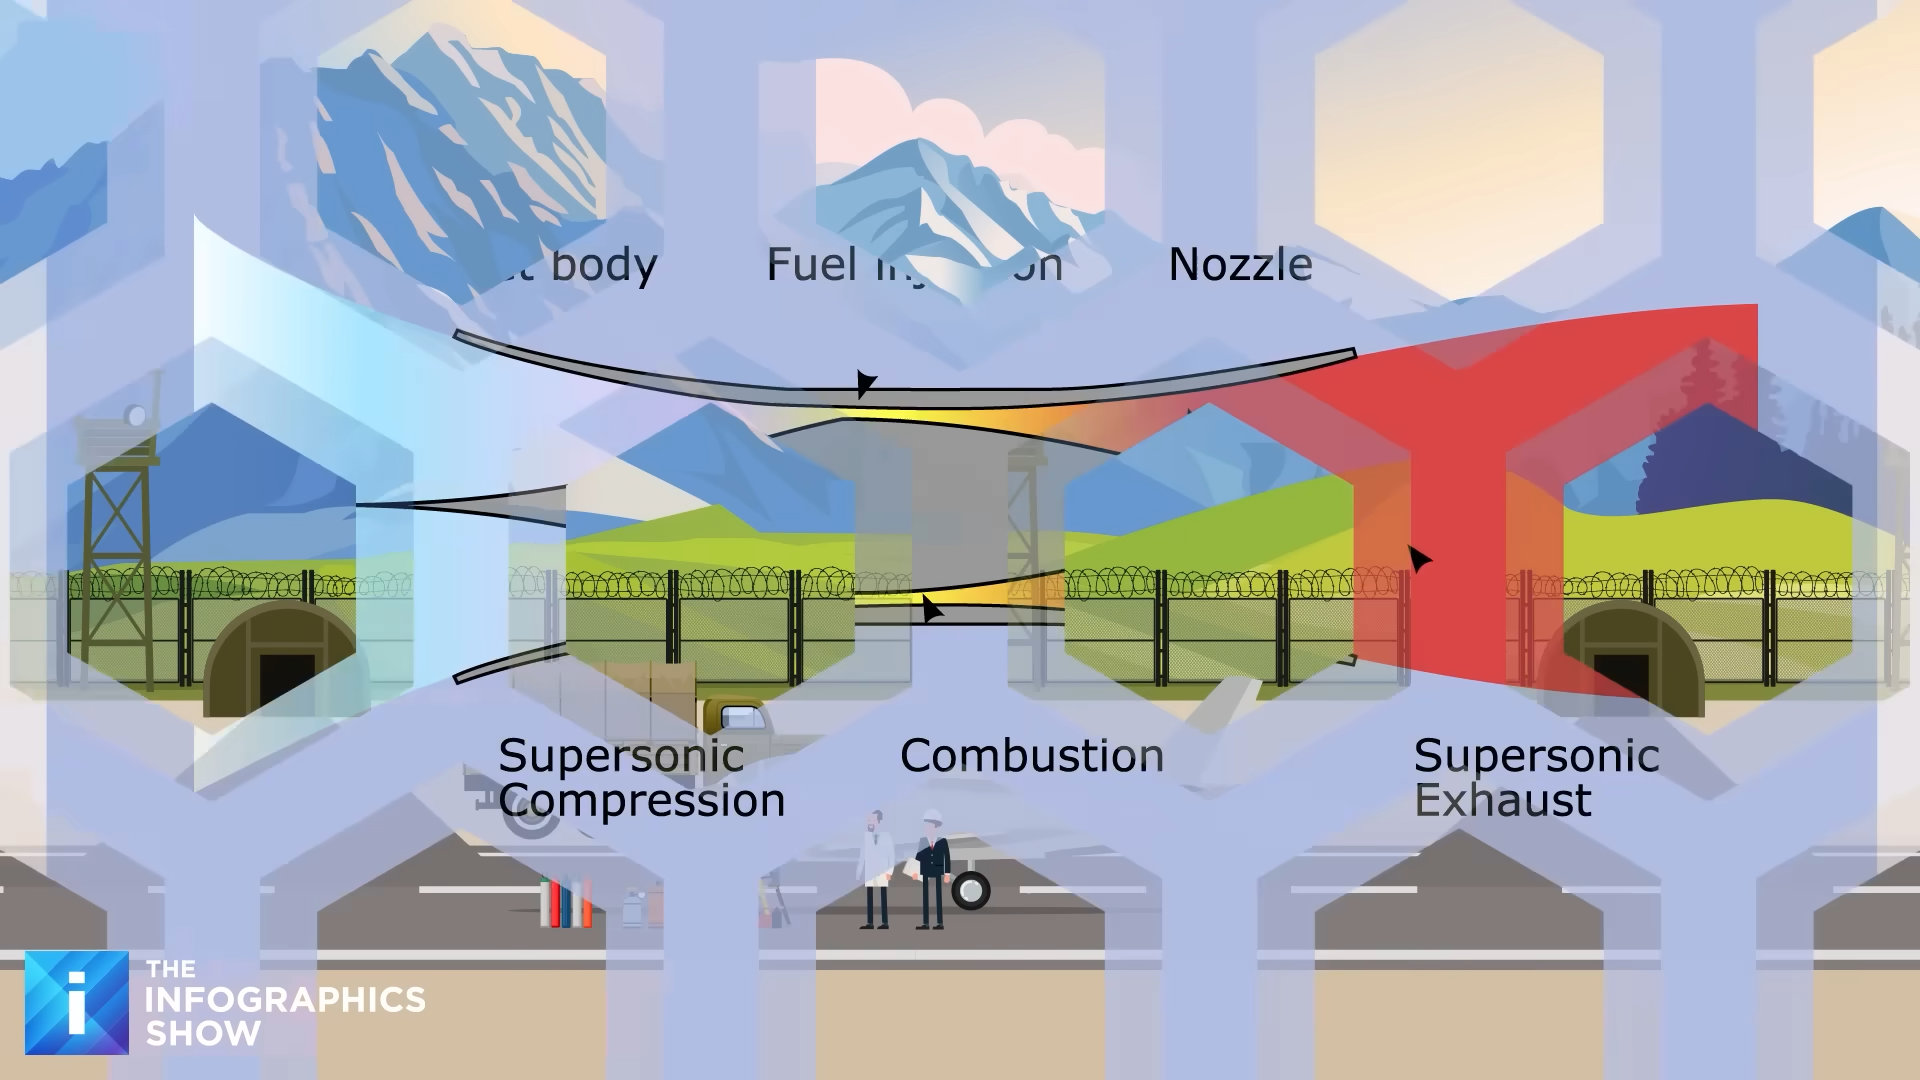 body
Fuel
Nozzle
Supersonic
Compression
Combustion
Supersonic
Exhaust
i
THE
INFOGRAPHICS
SHOW